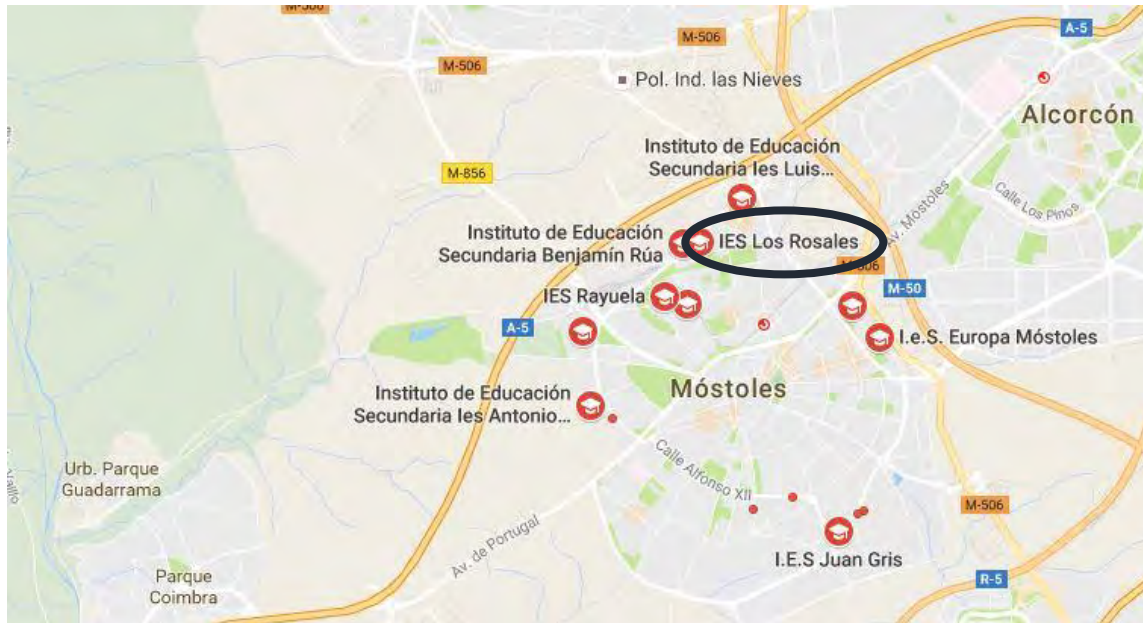 M-506
A-5
M-506
M-506
Pol. Ind. las Nieves
Alcorcón
Instituto de Educación
Secundaria Ies Luis...
M-856
Calle Los Pinos
Av. Móstoles
Instituto de Educación
Secundaria Benjamín Rúa
IES Los Rosales
M-506
M-50
IES Rayuela
A-5
I.e.S. Europa Móstoles
Móstoles
Instituto de Educación
Secundaria Ies Antonio...
Calle Alfonso XII
Urb. Parque
Guadarrama
M-506
Av. de Portugal
I.E.S Juan Gris
Parque
Coimbra
R-5